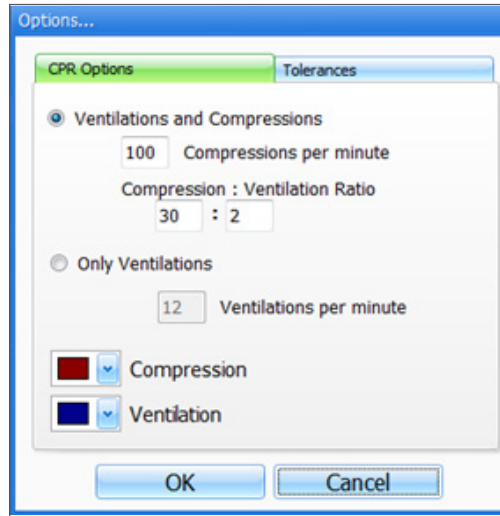 Options...
CPR Options Tolerances
Ventilations and Compressions
100 Compressions per minute
Compression : Ventilation Ratio
30 : 2
Only Ventilations
12 Ventilations per minute
Compression
Ventilation
OK Cancel